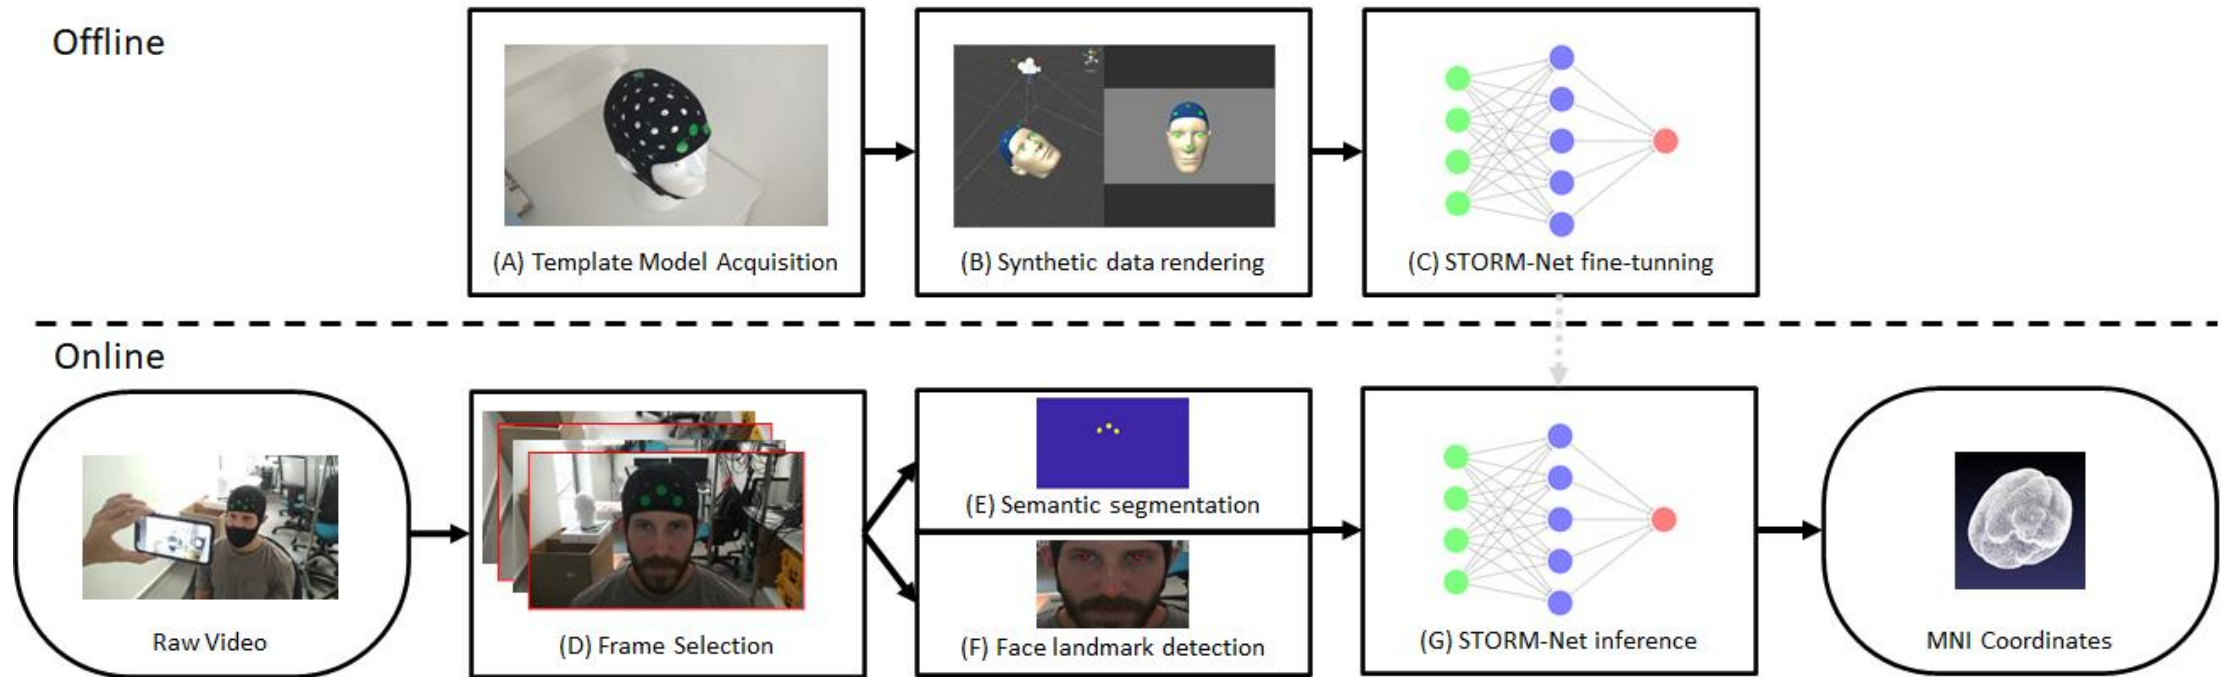 Offline
(A) Template Model Acquisition
(B) Synthetic data rendering
(C) STORM-Net fine-tunning
Online
Raw Video
(D) Frame Selection
(E) Semantic segmentation
(F) Face landmark detection
(G) STORM-Net inference
MNI Coordinates